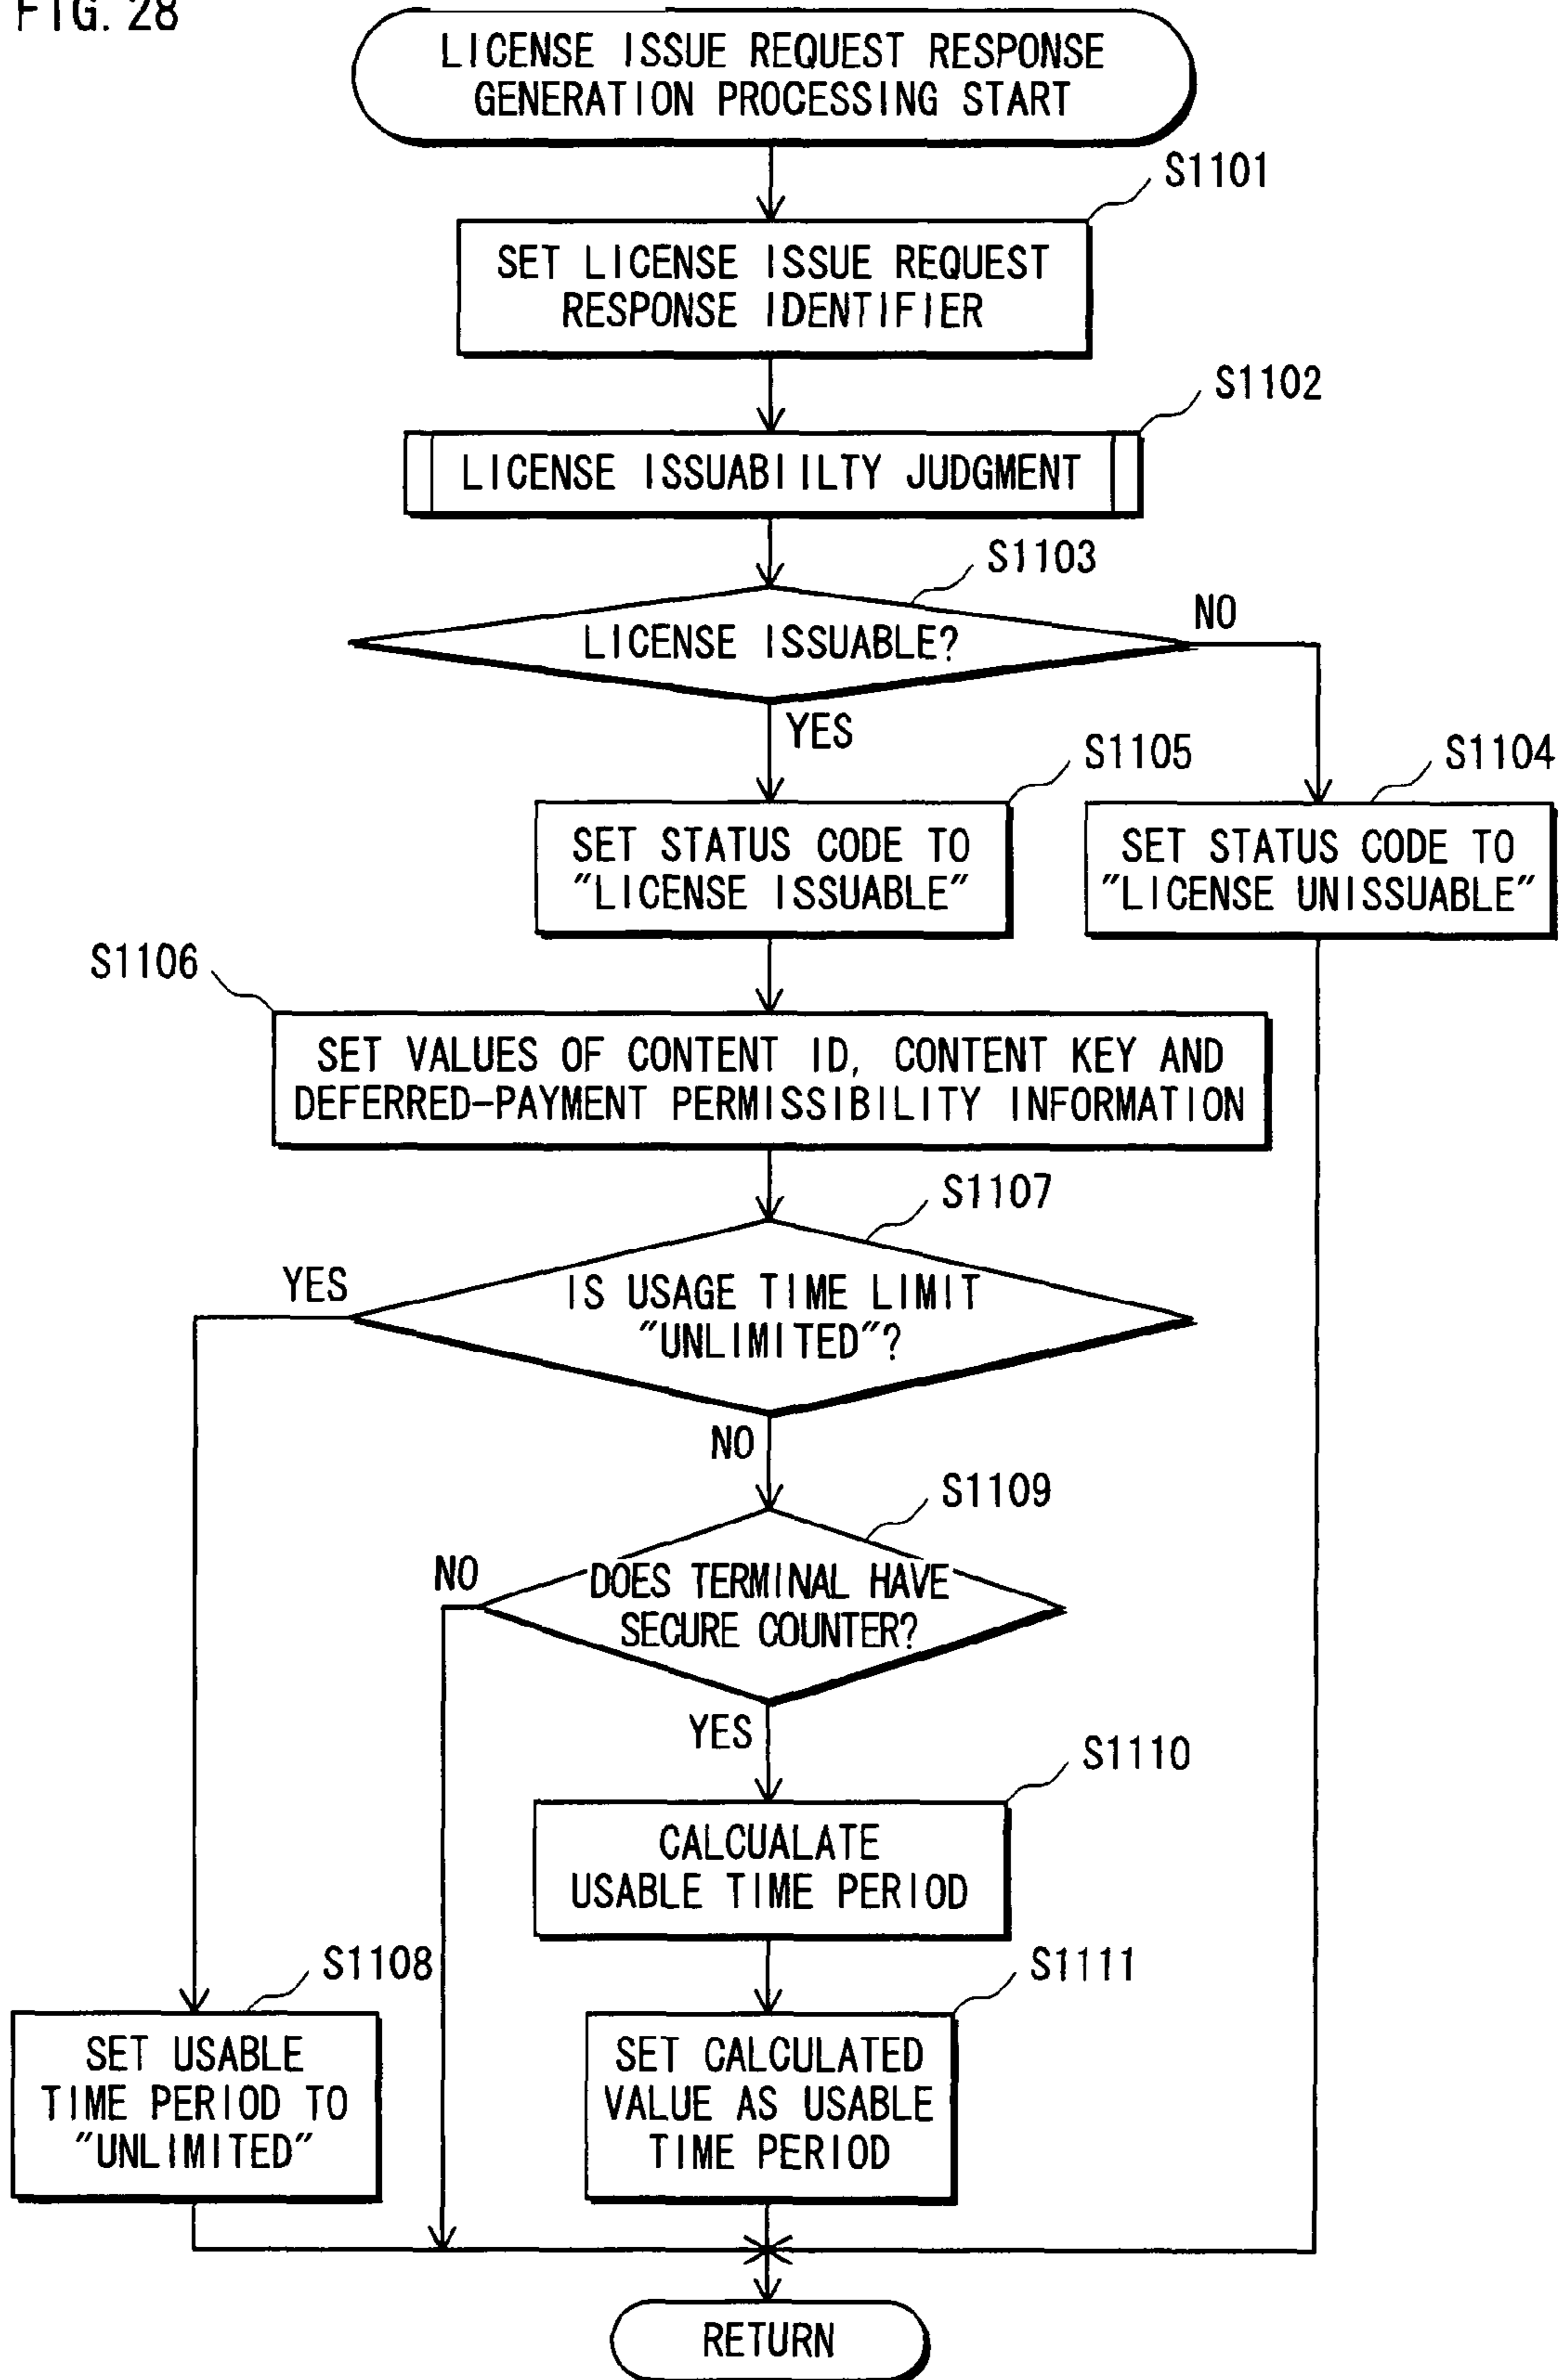 FIG. 28
LICENSE ISSUE REQUEST RESPONSE
GENERATION PROCESSING START
S1101
SET LICENSE ISSUE REQUEST
RESPONSE IDENTIFIER
S1102
LICENSE ISSUABIILTY JUDGMENT
S1103
LICENSE ISSUABLE?
NO
YES
S1105
S1104
SET STATUS CODE TO
"LICENSE ISSUABLE"
SET STATUS CODE TO
"LICENSE UNISSUABLE"
S1106
SET VALUES OF CONTENT ID, CONTENT KEY AND
DEFERRED-PAYMENT PERMISSIBILITY INFORMATION
S1107
YES
IS USAGE TIME LIMIT
"UNLIMITED"?
NO
S1109
NO
DOES TERMINAL HAVE
SECURE COUNTER?
YES
S1110
CALCUALATE
USABLE TIME PERIOD
S1108
S1111
SET USABLE
TIME PERIOD TO
"UNLIMITED"
SET CALCULATED
VALUE AS USABLE
TIME PERIOD
RETURN